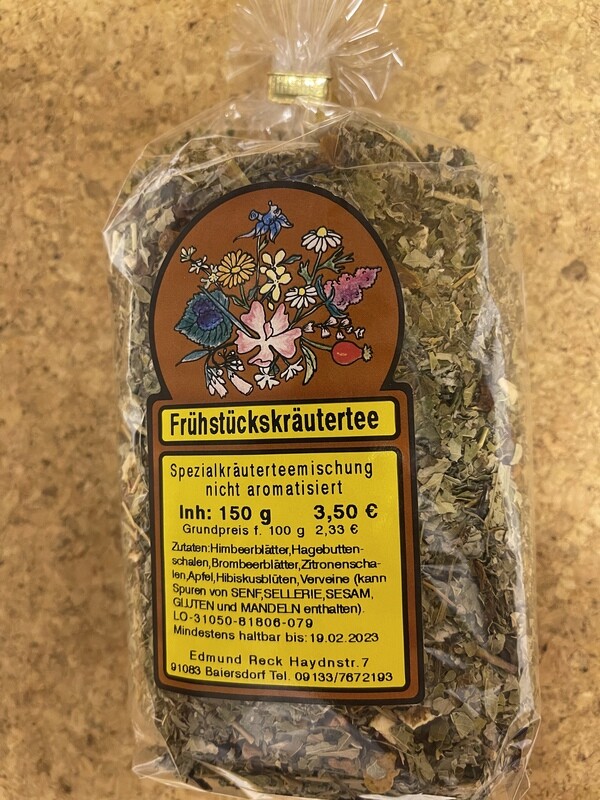 Frühstückskräutertee
Spezialkräuterteemischung
nicht aromatisiert
Inh: 150 g 3,50 €
Grundpreis f. 100 g 2,33 €
Zutaten:Himbeerblätter,Hagebutten-
schalen,Brombeerblätter,Zitronenscha-
len,Apfel,Hibiskusblüten,Verveine (kann
Spuren von SENF,SELLERIE,SESAM,
GLUTEN und MANDELN enthalten).
LO-31050-81806-079
Mindestens haltbar bis: 19.02.2023
Edmund Reck Haydnstr. 7
91083 Baiersdorf Tel. 09133/7672193